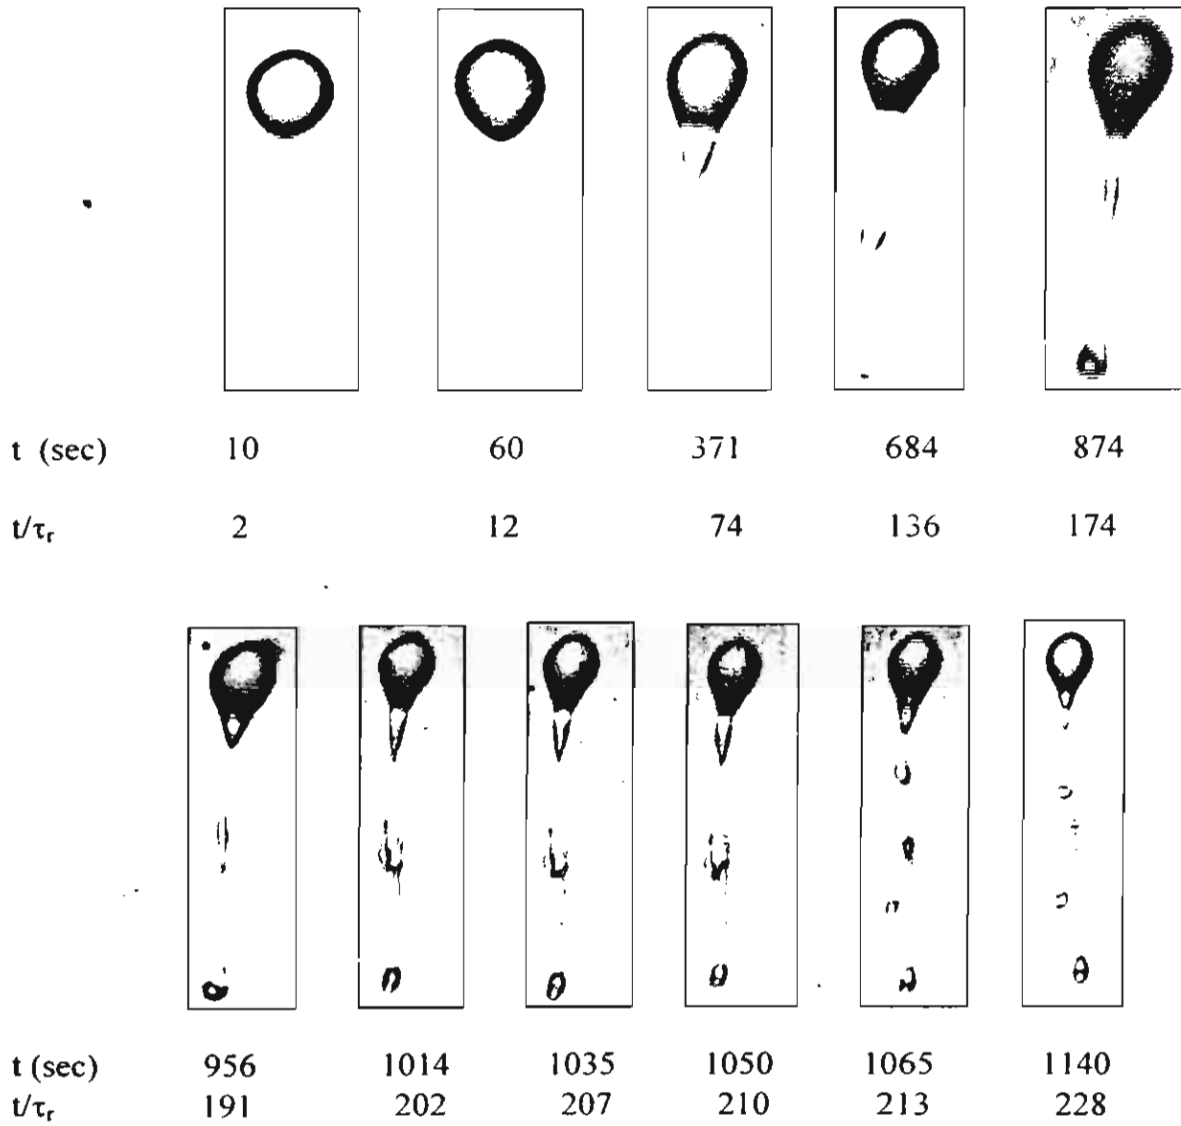 t (sec) 10 60 371 684 874
t/τr 2 12 74 136 174
t (sec) 956 1014 1035 1050 1065 1140
t/τr 191 202 207 210 213 228